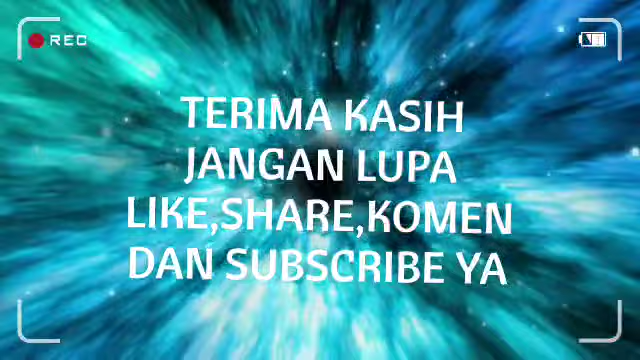 REC
TERIMA KASIH
JANGAN LUPA
LIKE,SHARE,KOMEN
DAN SUBSCRIBE YA